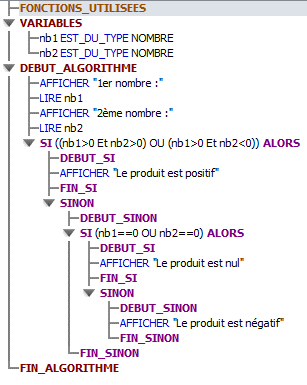 FONCTIONS_UTILISEES
VARIABLES
nb1 EST_DU_TYPE NOMBRE
nb2 EST_DU_TYPE NOMBRE
DEBUT_ALGORITHME
AFFICHER "1er nombre :"
LIRE nb1
AFFICHER "2ème nombre :"
LIRE nb2
SI ((nb1>0 Et nb2>0) OU (nb1>0 Et nb2<0)) ALORS
DEBUT_SI
AFFICHER "Le produit est positif"
FIN_SI
SINON
DEBUT_SINON
SI (nb1==0 OU nb2==0) ALORS
DEBUT_SI
AFFICHER "Le produit est nul"
FIN_SI
SINON
DEBUT_SINON
AFFICHER "Le produit est négatif"
FIN_SINON
FIN_SINON
FIN_ALGORITHME